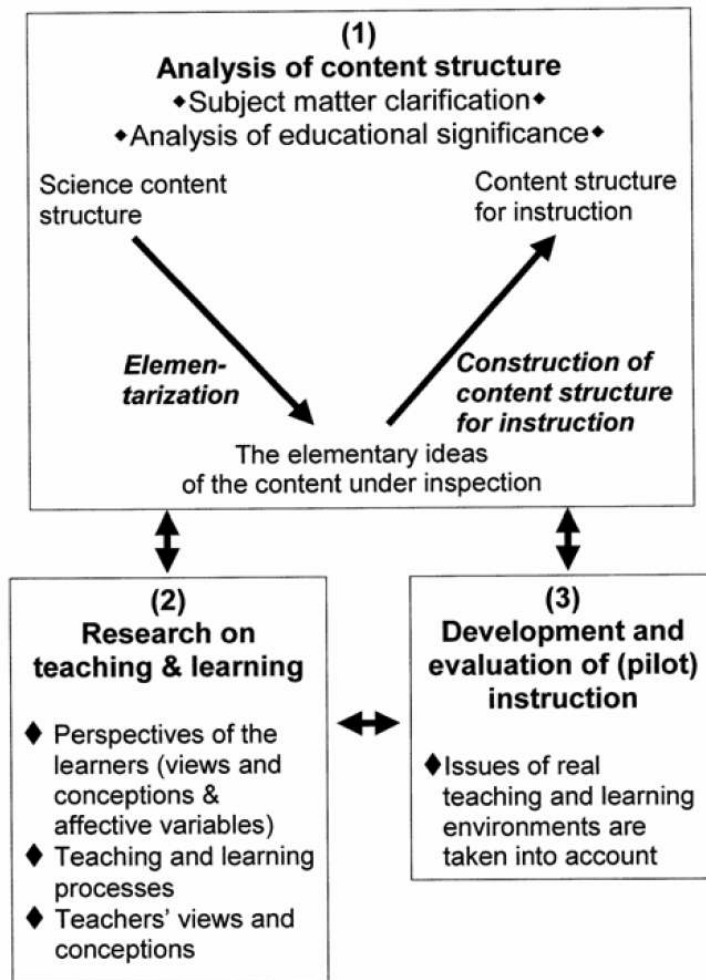 (1)
Analysis of content structure
◆Subject matter clarification◆
◆Analysis of educational significance◆
Science content
structure
Content structure
for instruction
Elemen-
tarization
Construction of
content structure
for instruction
The elementary ideas
of the content under inspection
(2)
Research on
teaching & learning
◆ Perspectives of the
learners (views and
conceptions &
affective variables)
◆ Teaching and learning
processes
◆ Teachers' views and
conceptions
(3)
Development and
evaluation of (pilot)
instruction
◆Issues of real
teaching and learning
environments are
taken into account